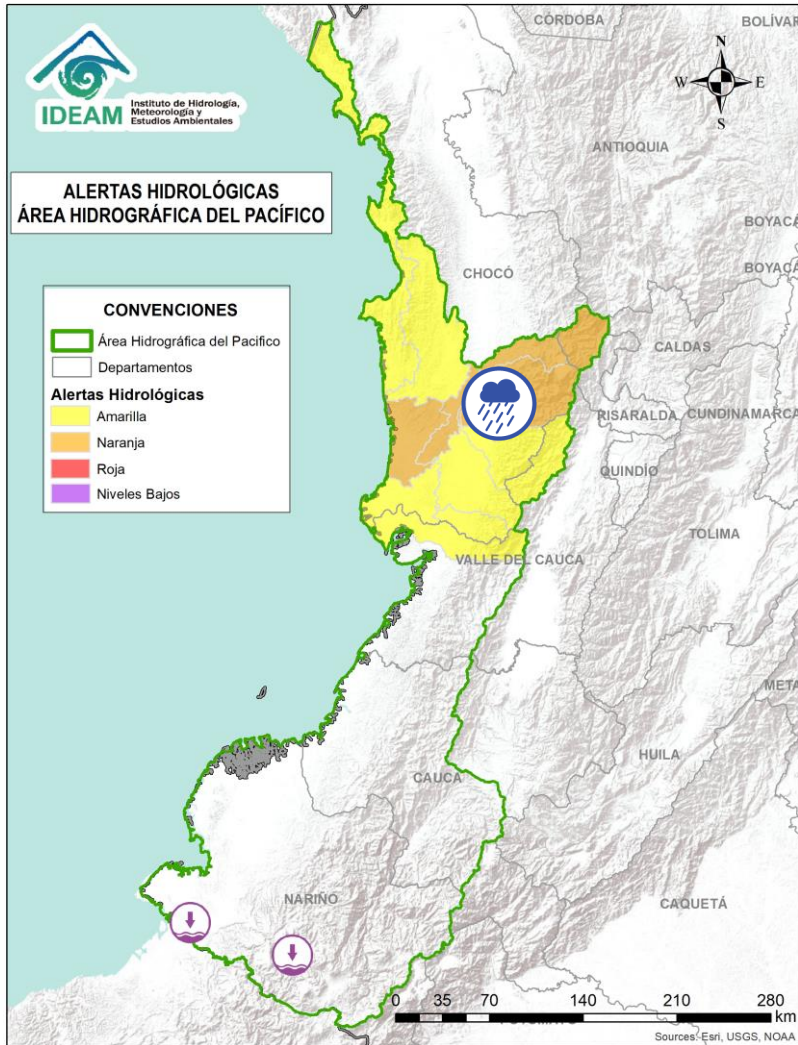 CÓRDOBA
BOLÍVAR
N
W
E
S
IDEAM
Instituto de Hidrología,
Meteorología y
Estudios Ambientales
ANTIOQUIA
ALERTAS HIDROLÓGICAS
ÁREA HIDROGRÁFICA DEL PACÍFICO
BOYACÁ
BOYACÁ
CHOCÓ
CONVENCIONES
Área Hidrográfica del Pacifico
Departamentos
Alertas Hidrológicas
Amarilla
Naranja
Roja
Niveles Bajos
CALDAS
RISARALDA
CUNDINAMARCA
QUINDÍO
TOLIMA
VALLE DEL CAUCA
META
HUILA
CAUCA
NARIÑO
CAQUETÁ
0 35 70 140 210 280
km
Sources: Esri, USGS, NOAA